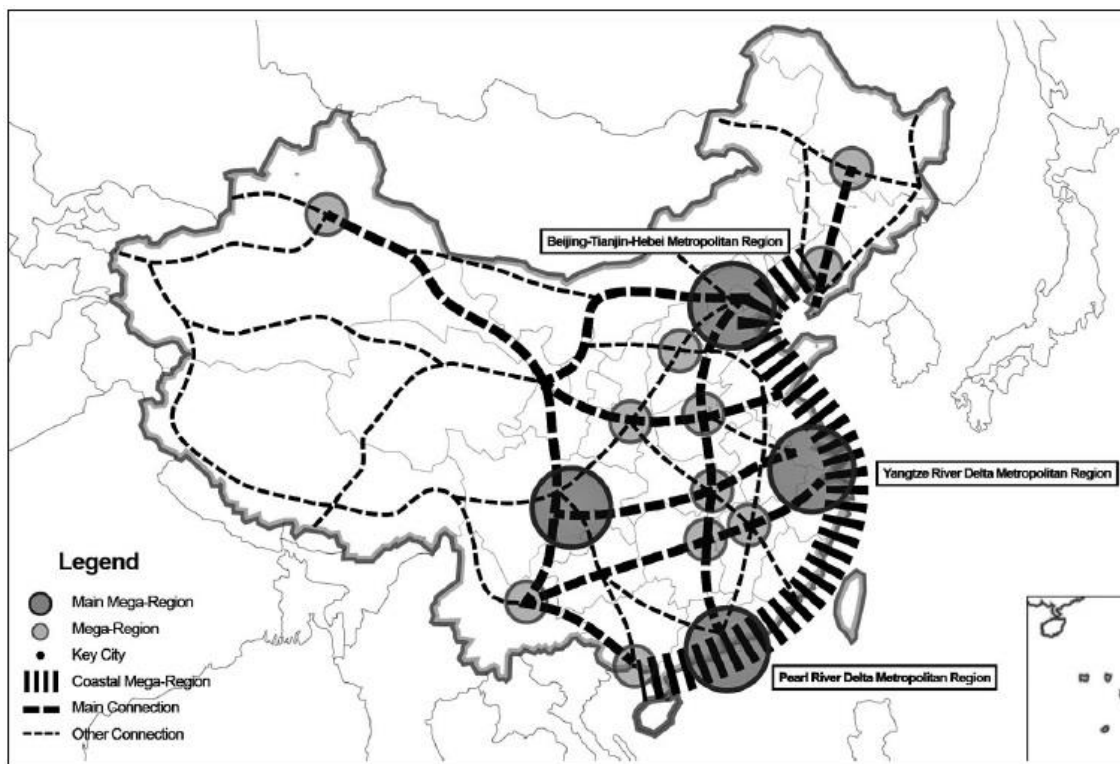 Beijing-Tianjin-Hebei Metropolitan Region
Yangtze River Delta Metropolitan Region
Pearl River Delta Metropolitan Region
Legend
Main Mega-Region
Mega-Region
Key City
Coastal Mega-Region
Main Connection
Other Connection